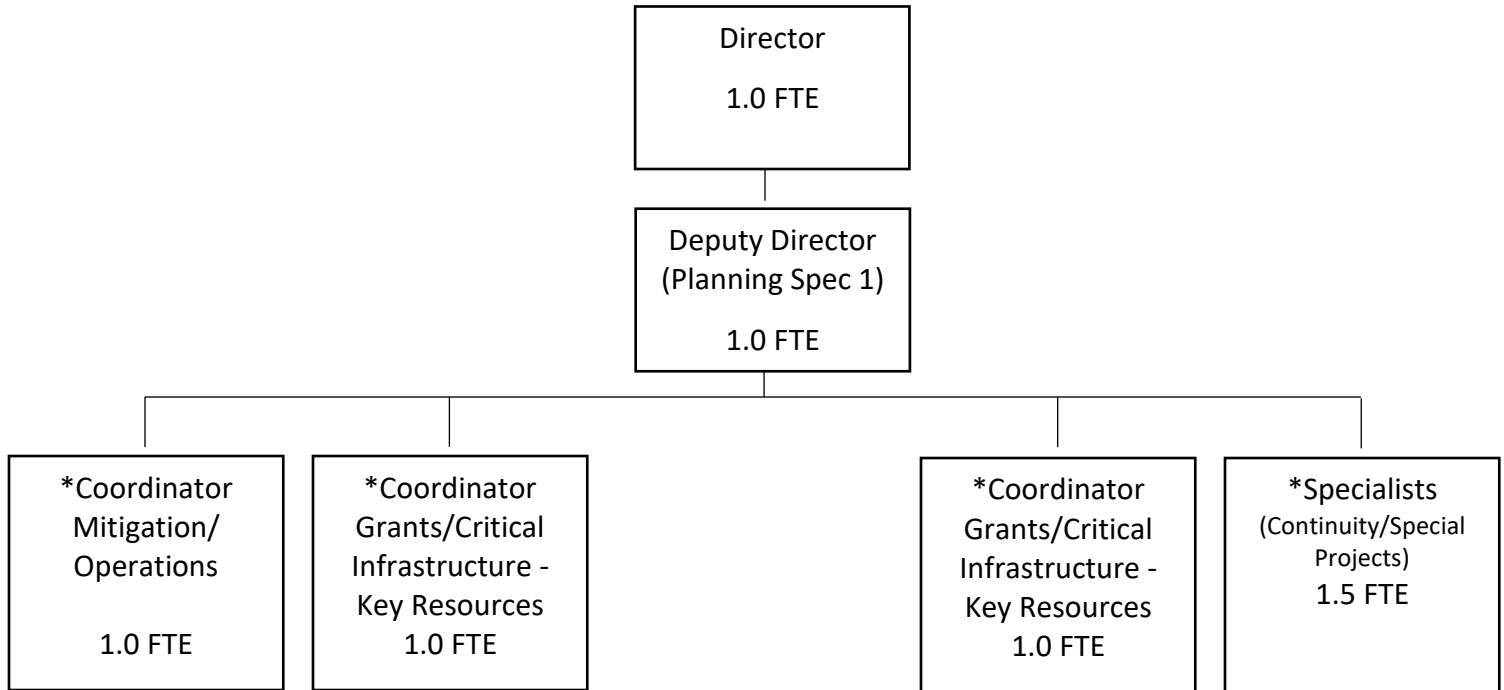 Director
1.0 FTE
Deputy Director
(Planning Spec 1)
1.0 FTE
*Coordinator
Mitigation/
Operations
1.0 FTE
*Coordinator
Grants/Critical
Infrastructure -
Key Resources
1.0 FTE
*Coordinator
Grants/Critical
Infrastructure -
Key Resources
1.0 FTE
*Specialists
(Continuity/Special
Projects)
1.5 FTE